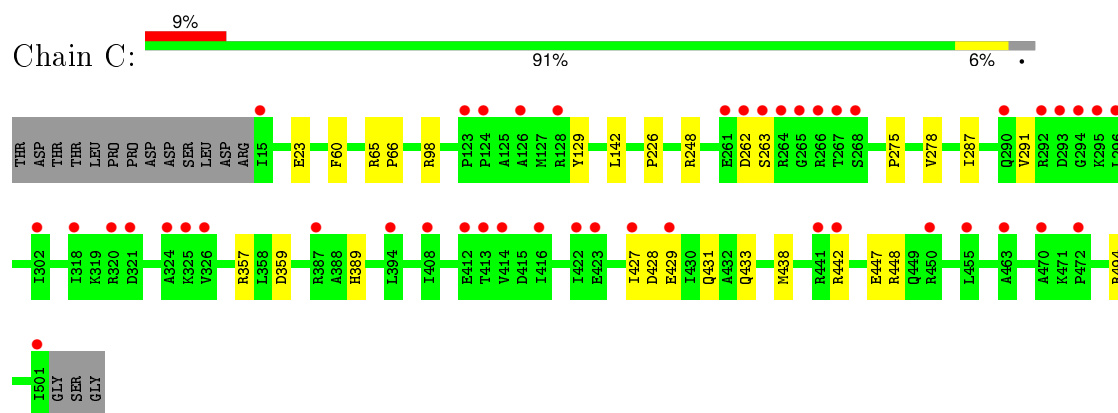 9%
Chain C:
91% 6% •
THR ASP THR THR LEU PRO PRO ASP ASP SER LEU ASP ARG I15 E23 F60 R65 P66 R98 P123 P124 A125 A126 M127 R128 Y129 L142 P226 R248 E261 D262 S263 R264 G265 R266 T267 S268 P275 V278 I287 Q290 V291 R292 D293 G294 K295 L296
I302 I318 K319 R320 D321 A324 K325 V326 R357 L358 D359 R387 A388 H389 L394 I408 E412 T413 V414 D415 I416 I422 E423 I427 D428 E429 I430 Q431 A432 Q433 M438 R441 R442 E447 R448 Q449 R450 L455 A463 A470 K471 P472
I501 GLY SER GLY